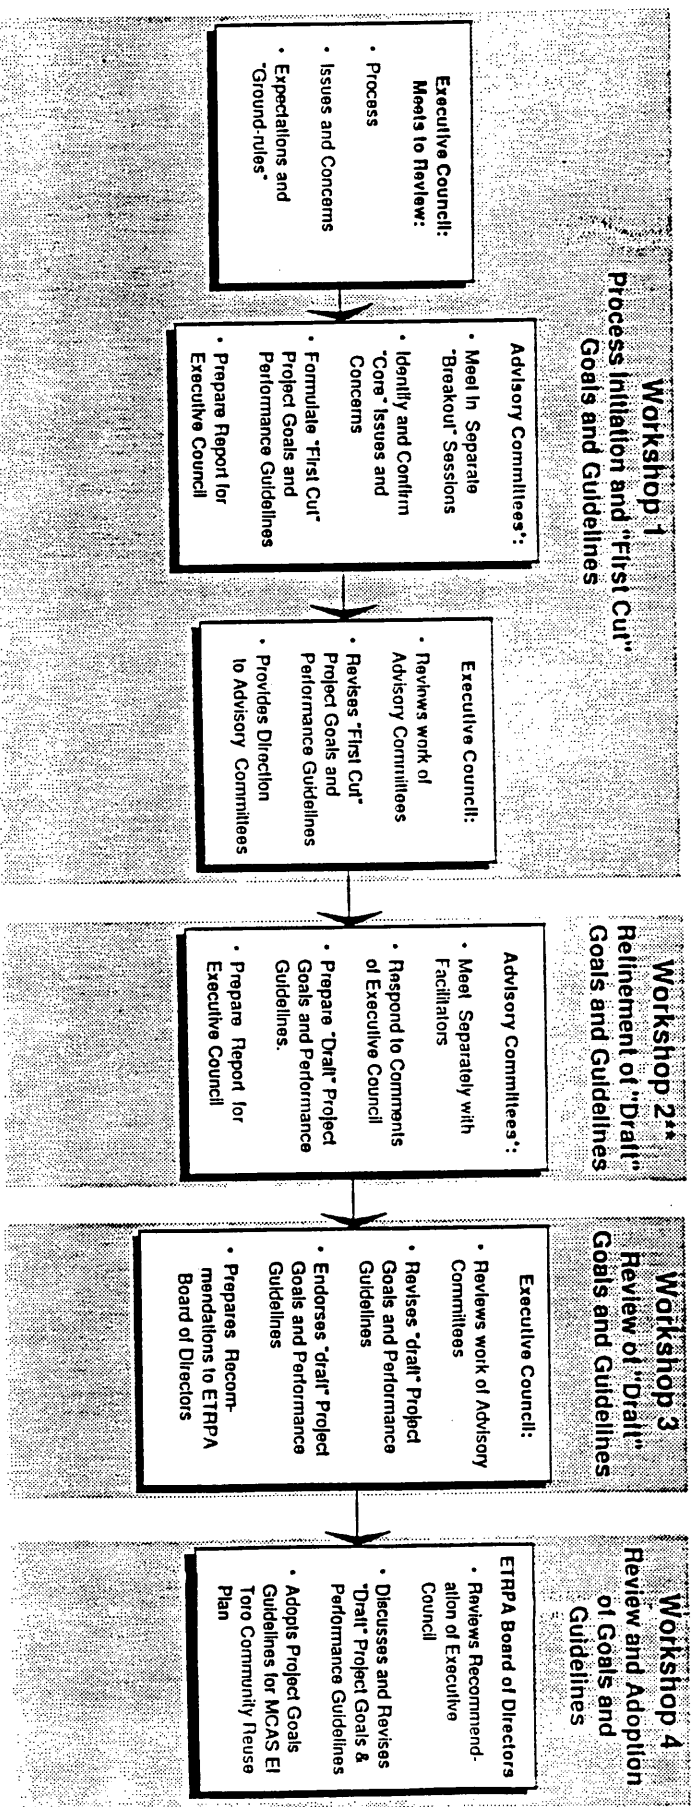 Workshop 1
Process Initiation and "First Cut"
Goals and Guidelines
Executive Council:
Meets to Review:
• Process
• Issues and Concerns
• Expectations and
"Ground-rules"
Advisory Committees*:
• Meet In Separate
"Breakout" Sessions
• Identify and Confirm
"Core" Issues and
Concerns
• Formulate "First Cut"
Project Goals and
Performance Guidelines
• Prepare Report for
Executive Council
Executive Council:
• Reviews work of
Advisory Committees
• Revises "First Cut"
Project Goals and
Performance Guidelines
• Provides Direction
to Advisory Committees
Workshop 2**
Refinement of "Draft"
Goals and Guidelines
Advisory Committees*:
• Meet Separately with
Facilitators
• Respond to Comments
of Executive Council
• Prepare "Draft" Project
Goals and Performance
Guidelines.
• Prepare Report for
Executive Council
Workshop 3
Review of "Draft"
Goals and Guidelines
Executive Council:
• Reviews work of Advisory
Committees
• Revises "draft" Project
Goals and Performance
Guidelines
• Endorses "draft" Project
Goals and Performance
Guidelines
• Prepares Recom-
mendations to ETRPA
Board of Directors
Workshop 4
Review and Adoption
of Goals and
Guidelines
ETRPA Board of Directors
• Reviews Recommend-
ation of Executive
Council
• Discusses and Revises
"Draft" Project Goals &
Performance Guidelines
• Adopts Project Goals
Guidelines for MCAS El
Toro Community Reuse
Plan